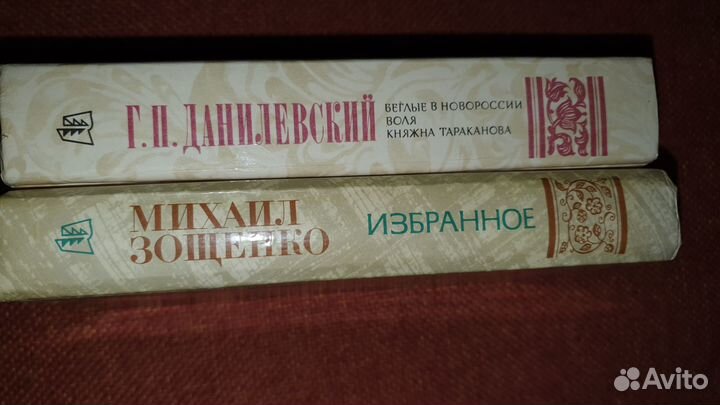 Г.П. ДАНИЛЕВСКИЙ
БЕГЛЫЕ В НОВОРОССИИ
ВОЛЯ
КНЯЖНА ТАРАКАНОВА
МИХАИЛ
ЗОЩЕНКО
ИЗБРАННОЕ
Avito